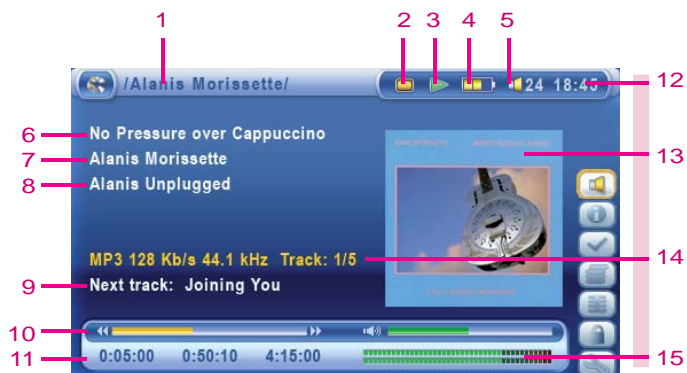 1
2
3
4
5
/Alanis Morissette/
24 18:45
12
6
No Pressure over Cappuccino
7
Alanis Morissette
8
Alanis Unplugged
13
MP3 128 Kb/s 44.1 kHz Track: 1/5
14
9
Next track: Joining You
10
11
0:05:00 0:50:10 4:15:00
15